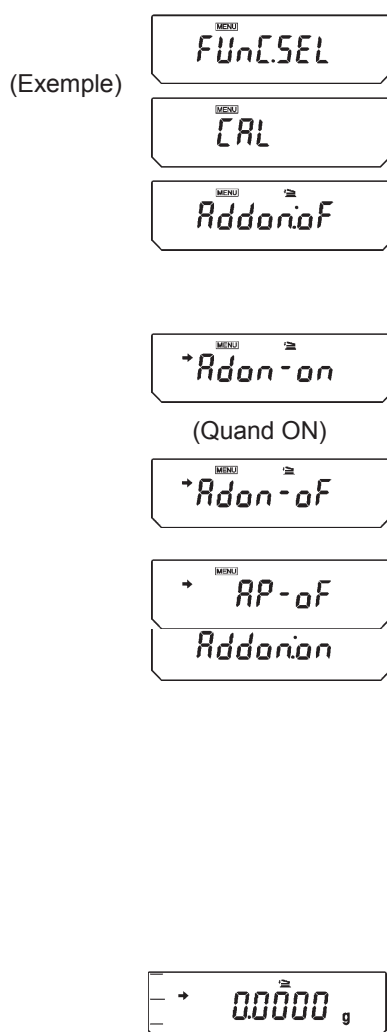 MENU
FUnC.SEL
(Exemple)
MENU
CAL
MENU
Addon:oF
MENU
Adon-on
(Quand ON)
MENU
Adon-oF
MENU
AP-oF
Addon:on
0.0000 g